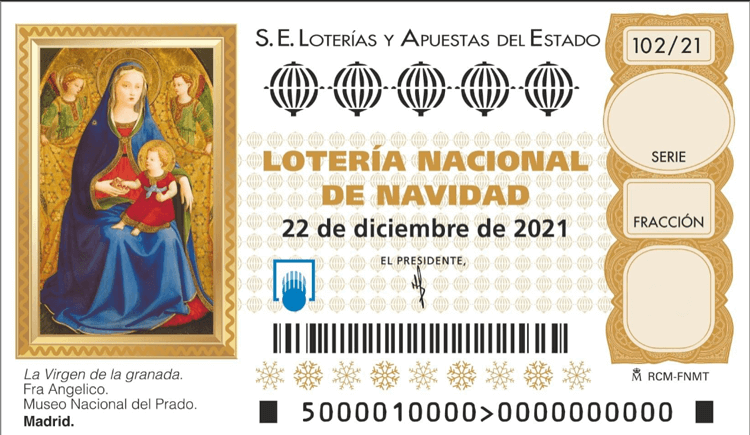 S.E. LOTERÍAS Y APUESTAS DEL ESTADO
102/21
LOTERÍA NACIONAL
DE NAVIDAD
22 de diciembre de 2021
EL PRESIDENTE,
SERIE
FRACCIÓN
La Virgen de la granada.
Fra Angelico.
Museo Nacional del Prado.
Madrid.
RCM-FNMT
5000010000>0000000000